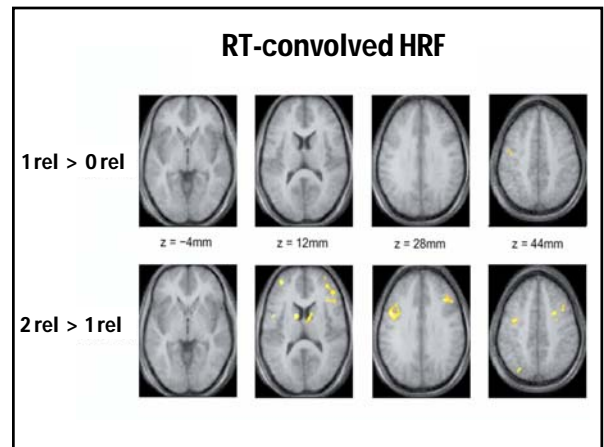 RT-convolved HRF
1 rel > 0 rel
z = −4mm z = 12mm z = 28mm z = 44mm
2 rel > 1 rel